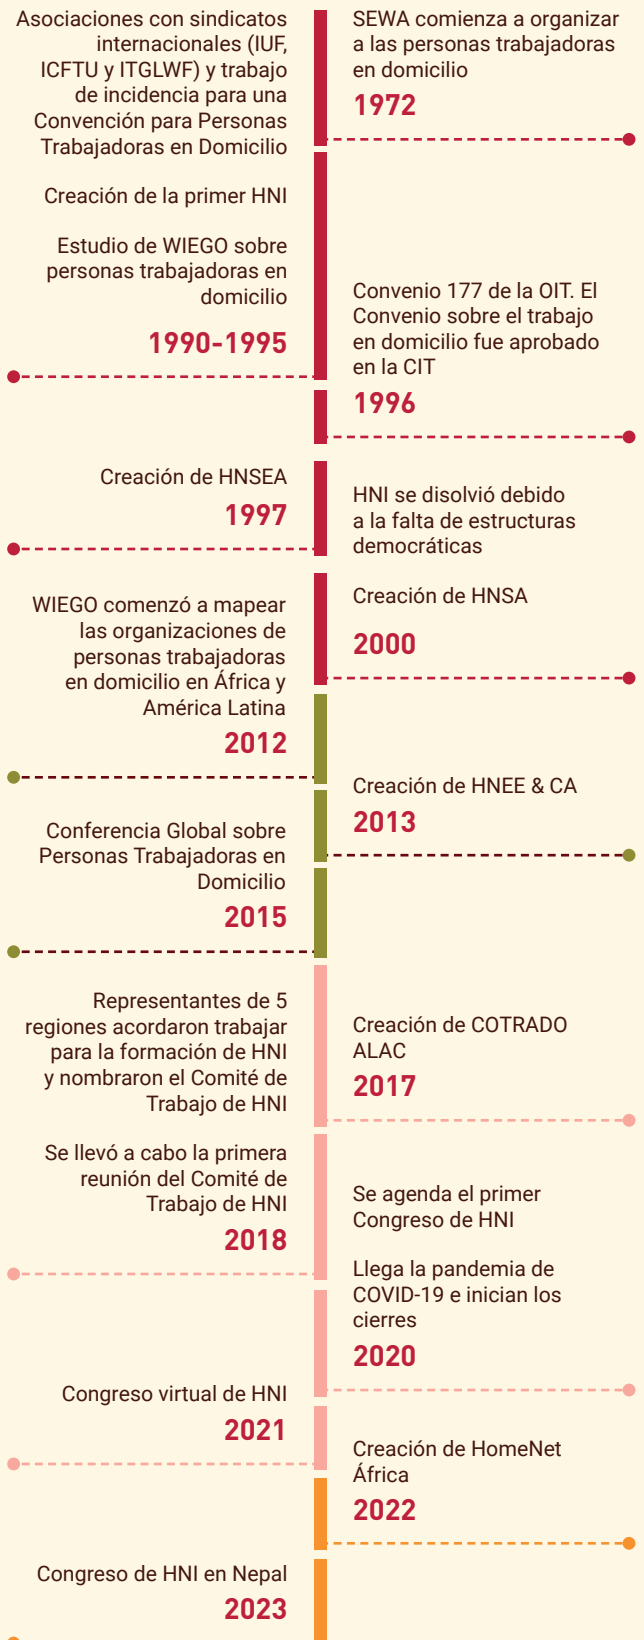 SEWA comienza a organizar
a las personas trabajadoras
en domicilio
1972
Asociaciones con sindicatos
internacionales (IUF,
ICFTU y ITGLWF) y trabajo
de incidencia para una
Convención para Personas
Trabajadoras en Domicilio
Creación de la primer HNI
Estudio de WIEGO sobre
personas trabajadoras en
domicilio
1990-1995
Convenio 177 de la OIT. El
Convenio sobre el trabajo
en domicilio fue aprobado
en la CIT
1996
Creación de HNSEA
1997
HNI se disolvió debido
a la falta de estructuras
democráticas
Creación de HNSA
2000
WIEGO comenzó a mapear
las organizaciones de
personas trabajadoras
en domicilio en África y
América Latina
2012
Creación de HNEE & CA
2013
Conferencia Global sobre
Personas Trabajadoras en
Domicilio
2015
Creación de COTRADO
ALAC
2017
Representantes de 5
regiones acordaron trabajar
para la formación de HNI
y nombraron el Comité de
Trabajo de HNI
Se llevó a cabo la primera
reunión del Comité de
Trabajo de HNI
2018
Se agenda el primer
Congreso de HNI
Llega la pandemia de
COVID-19 e inician los
cierres
2020
Congreso virtual de HNI
2021
Creación de HomeNet
África
2022
Congreso de HNI en Nepal
2023